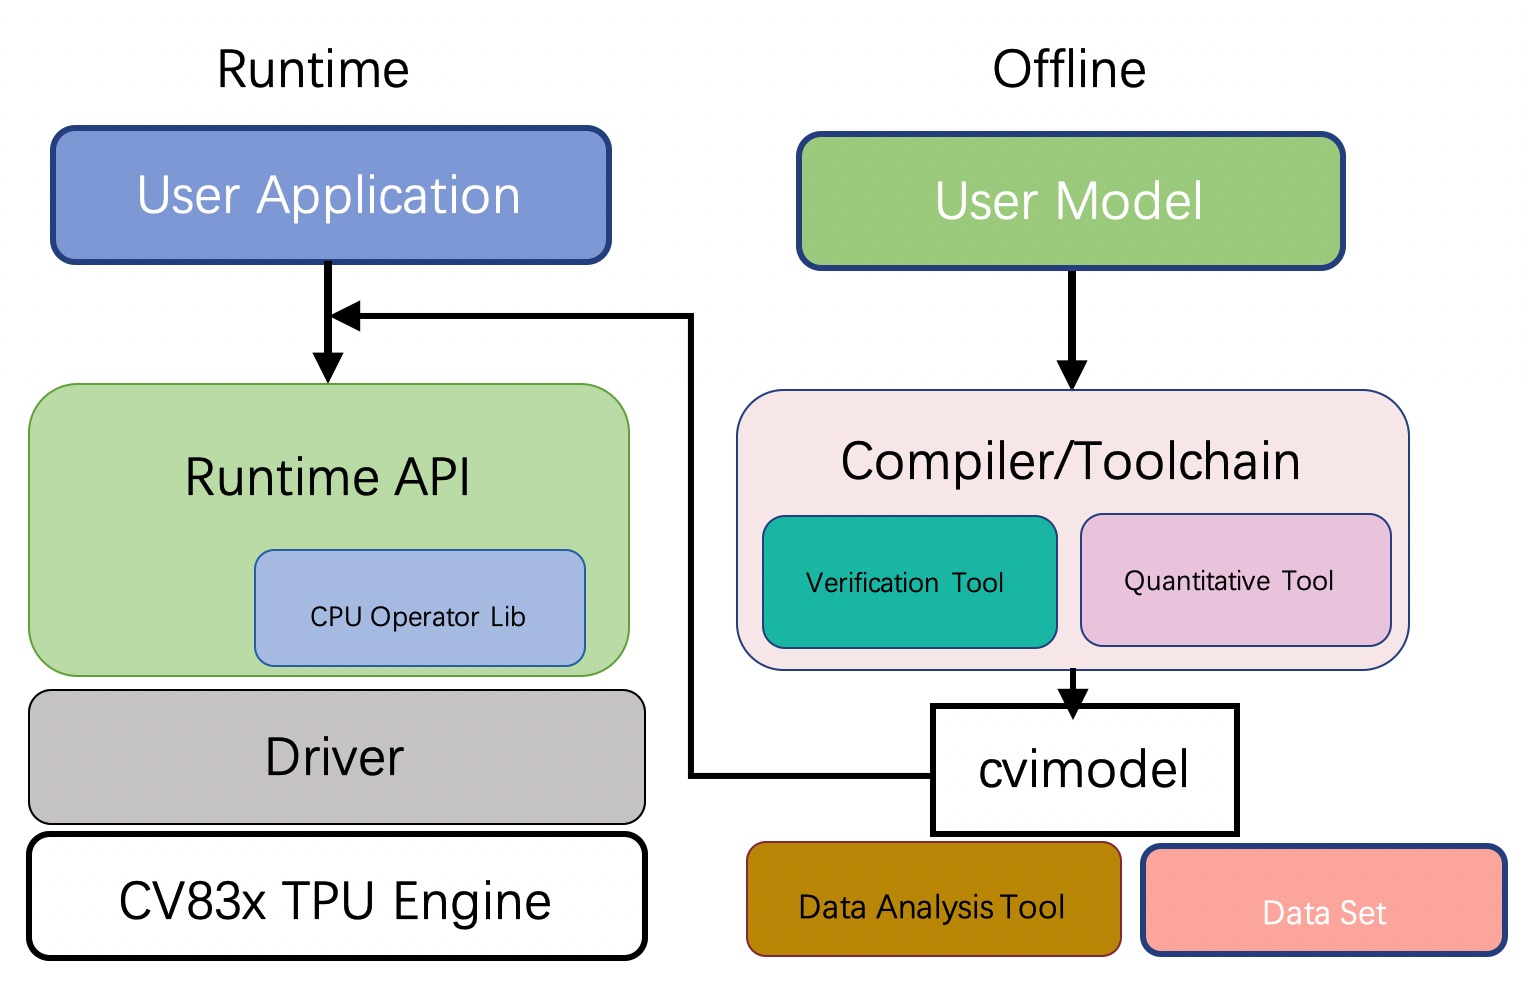 Runtime
User Application
Runtime API
CPU Operator Lib
Driver
CV83x TPU Engine
Offline
User Model
Compiler/Toolchain
Verification Tool
Quantitative Tool
cvimodel
Data Analysis Tool
Data Set